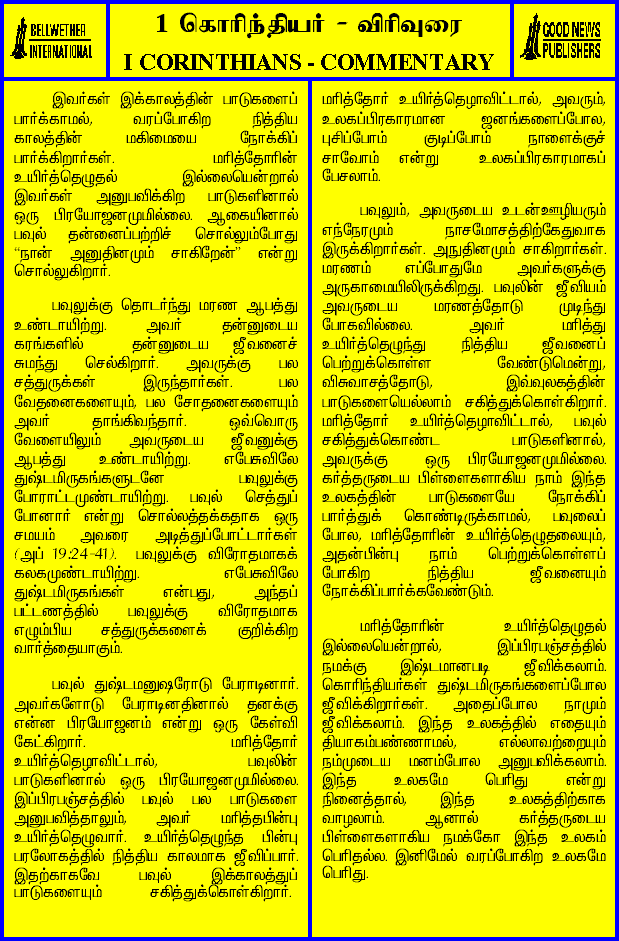 BELLWETHER
INTERNATIONAL
1 கொரிந்தியர் - விரிவுரை
I CORINTHIANS - COMMENTARY
GOOD NEWS
PUBLISHERS
இவர்கள் இக்காலத்தின் பாடுகளைப்
பார்க்காமல், வரப்போகிற நித்திய
காலத்தின் மகிமையை நோக்கிப்
பார்க்கிறார்கள். மரித்தோரின்
உயிர்த்தெழுதல் இல்லையென்றால்
இவர்கள் அனுபவிக்கிற பாடுகளினால்
ஒரு பிரயோஜனமுமில்லை. ஆகையினால்
பவுல் தன்னைப்பற்றிச் சொல்லும்போது
“நான் அனுதினமும் சாகிறேன்” என்று
சொல்லுகிறார்.
பவுலுக்கு தொடர்ந்து மரண ஆபத்து
உண்டாயிற்று. அவர் தன்னுடைய
கரங்களில் தன்னுடைய ஜீவனைச்
சுமந்து செல்கிறார். அவருக்கு பல
சத்துருக்கள் இருந்தார்கள். பல
வேதனைகளையும், பல சோதனைகளையும்
அவர் தாங்கிவந்தார். ஒவ்வொரு
வேளையிலும் அவருடைய ஜீவனுக்கு
ஆபத்து உண்டாயிற்று. எபேசுவிலே
துஷ்டமிருகங்களுடனே பவுலுக்கு
போராட்டமுண்டாயிற்று. பவுல் செத்துப்
போனார் என்று சொல்லத்தக்கதாக ஒரு
சமயம் அவரை அடித்துப்போட்டார்கள்
(அப் 19:24-41). பவுலுக்கு விரோதமாகக்
கலகமுண்டாயிற்று. எபேசுவிலே
துஷ்டமிருகங்கள் என்பது, அந்தப்
பட்டணத்தில் பவுலுக்கு விரோதமாக
எழும்பிய சத்துருக்களைக் குறிக்கிற
வார்த்தையாகும்.
பவுல் துஷ்டமனுஷரோடு பேராடினார்.
அவர்களோடு பேராடினதினால் தனக்கு
என்ன பிரயோஜனம் என்று ஒரு கேள்வி
கேட்கிறார். மரித்தோர்
உயிர்த்தெழாவிட்டால், பவுலின்
பாடுகளினால் ஒரு பிரயோஜனமுமில்லை.
இப்பிரபஞ்சத்தில் பவுல் பல பாடுகளை
அனுபவித்தாலும், அவர் மரித்தபின்பு
உயிர்த்தெழுவார். உயிர்த்தெழுந்த பின்பு
பரலோகத்தில் நித்திய காலமாக ஜீவிப்பார்.
இதற்காகவே பவுல் இக்காலத்துப்
பாடுகளையும் சகித்துக்கொள்கிறார்.
மரித்தோர் உயிர்த்தெழாவிட்டால், அவரும்,
உலகப்பிரகாரமான ஜனங்களைப்போல,
புசிப்போம் குடிப்போம் நாளைக்குச்
சாவோம் என்று உலகப்பிரகாரமாகப்
பேசலாம்.
பவுலும், அவருடைய உடன்ஊழியரும்
எந்நேரமும் நாசமோசத்திற்கேதுவாக
இருக்கிறார்கள். அநுதினமும் சாகிறார்கள்.
மரணம் எப்போதுமே அவர்களுக்கு
அருகாமையிலிருக்கிறது. பவுலின் ஜீவியம்
அவருடைய மரணத்தோடு முடிந்து
போகவில்லை. அவர் மரித்து
உயிர்த்தெழுந்து நித்திய ஜீவனைப்
பெற்றுக்கொள்ள வேண்டுமென்று,
விசுவாசத்தோடு, இவ்வுலகத்தின்
பாடுகளையெல்லாம் சகித்துக்கொள்கிறார்.
மரித்தோர் உயிர்த்தெழாவிட்டால், பவுல்
சகித்துக்கொண்ட பாடுகளினால்,
அவருக்கு ஒரு பிரயோஜனமுமில்லை.
கர்த்தருடைய பிள்ளைகளாகிய நாம் இந்த
உலகத்தின் பாடுகளையே நோக்கிப்
பார்த்துக் கொண்டிருக்காமல், பவுலைப்
போல, மரித்தோரின் உயிர்த்தெழுதலையும்,
அதன்பின்பு நாம் பெற்றுக்கொள்ளப்
போகிற நித்திய ஜீவனையும்
நோக்கிப்பார்க்கவேண்டும்.
மரித்தோரின் உயிர்த்தெழுதல்
இல்லையென்றால், இப்பிரபஞ்சத்தில்
நமக்கு இஷ்டமானபடி ஜீவிக்கலாம்.
கொரிந்தியர்கள் துஷ்டமிருகங்களைப்போல
ஜீவிக்கிறார்கள். அதைப்போல நாமும்
ஜீவிக்கலாம். இந்த உலகத்தில் எதையும்
தியாகம்பண்ணாமல், எல்லாவற்றையும்
நம்முடைய மனம்போல அனுபவிக்கலாம்.
இந்த உலகமே பெரிது என்று
நினைத்தால், இந்த உலகத்திற்காக
வாழலாம். ஆனால் கர்த்தருடைய
பிள்ளைகளாகிய நமக்கோ இந்த உலகம்
பெரிதல்ல. இனிமேல் வரப்போகிற உலகமே
பெரிது.